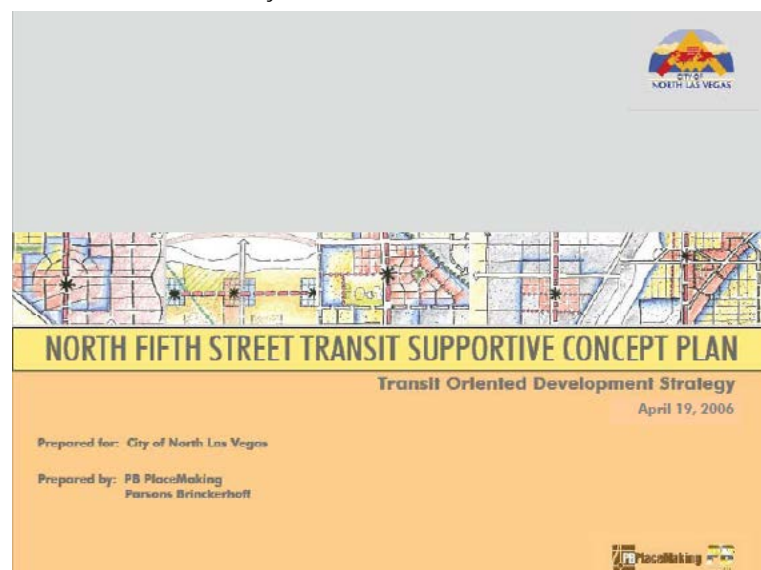 CITY OF
NORTH LAS VEGAS
NORTH FIFTH STREET TRANSIT SUPPORTIVE CONCEPT PLAN
Transit Oriented Development Strategy
April 19, 2006
Prepared for: City of North Las Vegas
Prepared by: PB PlaceMaking
Parsons Brinckerhoff
PB PlaceMaking